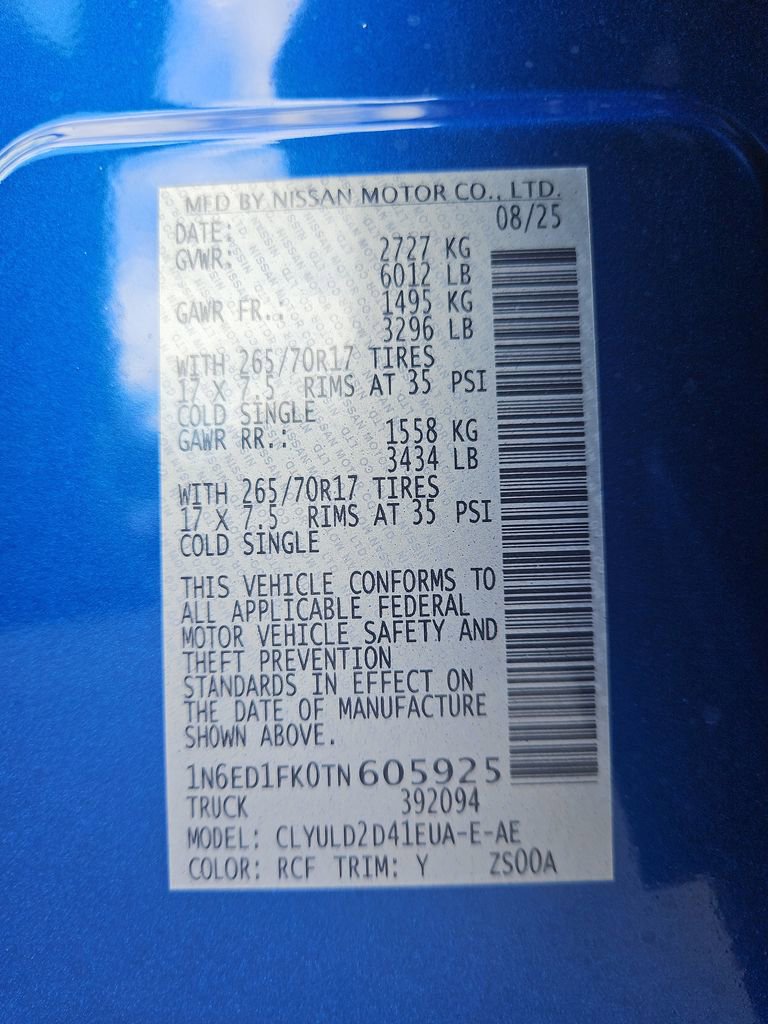 MFD BY NISSAN MOTOR CO., LTD.
DATE: 08/25
GVWR: 2727 KG
6012 LB
GAWR FR.: 1495 KG
3296 LB
WITH 265/70R17 TIRES
17 X 7.5 RIMS AT 35 PSI
COLD SINGLE
GAWR RR.: 1558 KG
3434 LB
WITH 265/70R17 TIRES
17 X 7.5 RIMS AT 35 PSI
COLD SINGLE
THIS VEHICLE CONFORMS TO
ALL APPLICABLE FEDERAL
MOTOR VEHICLE SAFETY AND
THEFT PREVENTION
STANDARDS IN EFFECT ON
THE DATE OF MANUFACTURE
SHOWN ABOVE.
1N6ED1FK0TN605925
TRUCK 392094
MODEL: CLYULD2D41EUA-E-AE
COLOR: RCF TRIM: Y ZS00A